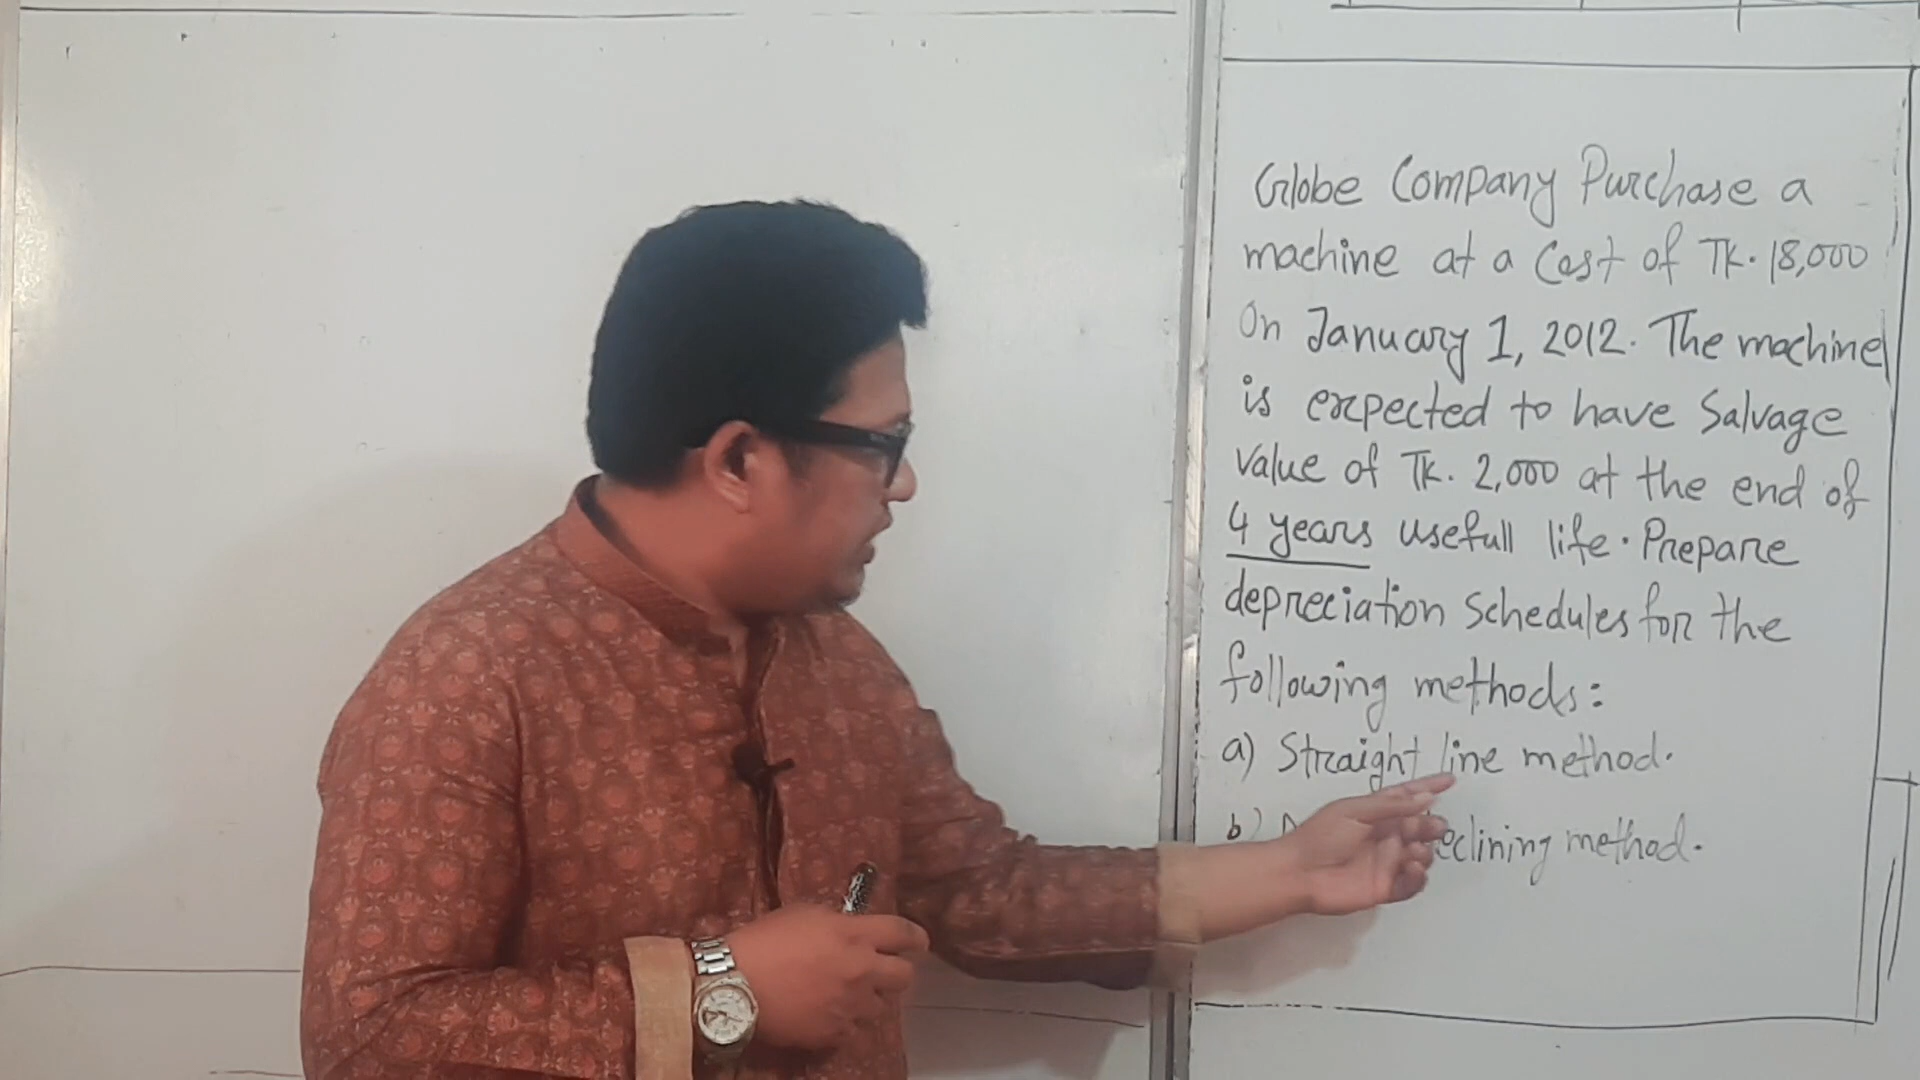 Globe Company Purchase a
machine at a Cost of TK. 18,000
On January 1, 2012. The machine
is expected to have Salvage
Value of TK. 2,000 at the end of
4 years usefull life. Prepare
depreciation Schedules for the
following methods:
a) Straight line method.
b) eclining method.